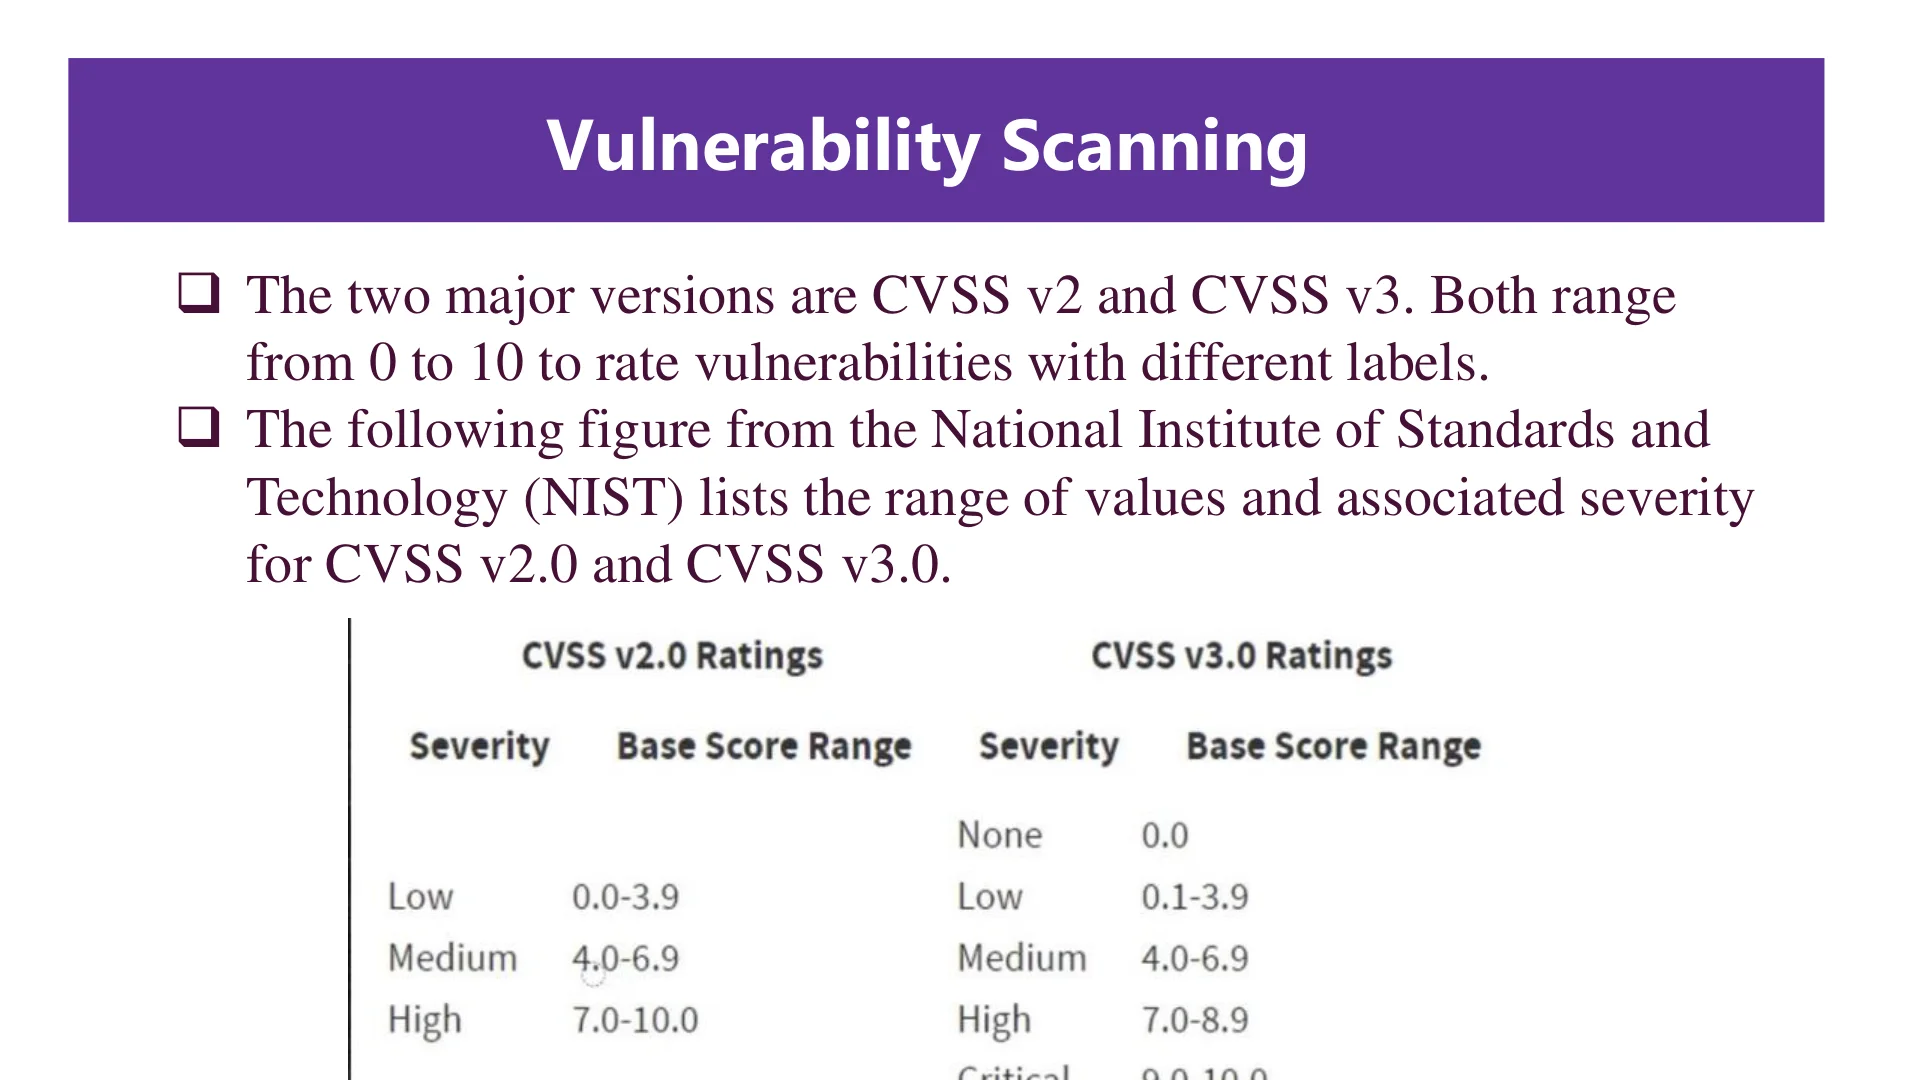 Vulnerability Scanning
❑ The two major versions are CVSS v2 and CVSS v3. Both range
from 0 to 10 to rate vulnerabilities with different labels.
❑ The following figure from the National Institute of Standards and
Technology (NIST) lists the range of values and associated severity
for CVSS v2.0 and CVSS v3.0.
CVSS v2.0 Ratings CVSS v3.0 Ratings
Severity Base Score Range Severity Base Score Range
None 0.0
Low 0.0-3.9 Low 0.1-3.9
Medium 4.0-6.9 Medium 4.0-6.9
High 7.0-10.0 High 7.0-8.9
Critical 9.0-10.0